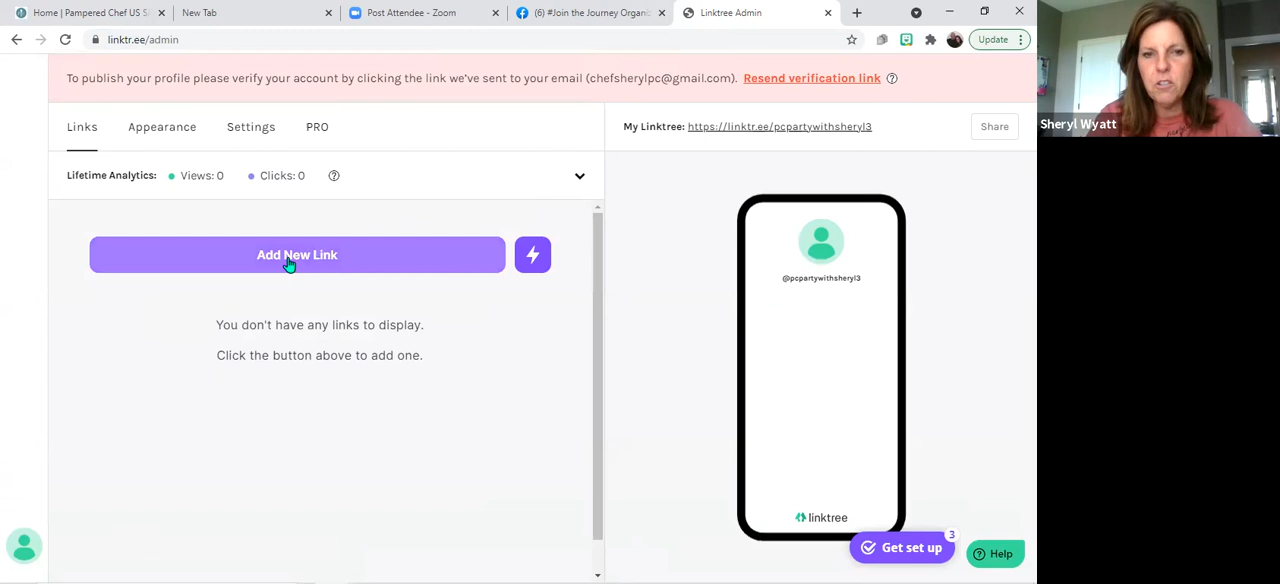 Home | Pampered Chef US Si
New Tab
Post Attendee - Zoom
(6) #Join the Journey Organi
Linktree Admin
linktr.ee/admin
Update
To publish your profile please verify your account by clicking the link we've sent to your email (chefsherylpc@gmail.com). Resend verification link
Links
Appearance
Settings
PRO
My Linktree: https://linktr.ee/pcpartywithsheryl3
Share
Lifetime Analytics: Views: 0 Clicks: 0
Add New Link
You don't have any links to display.
Click the button above to add one.
@pcpartywithsheryl3
linktree
Get set up
3
Help
Sheryl Wyatt